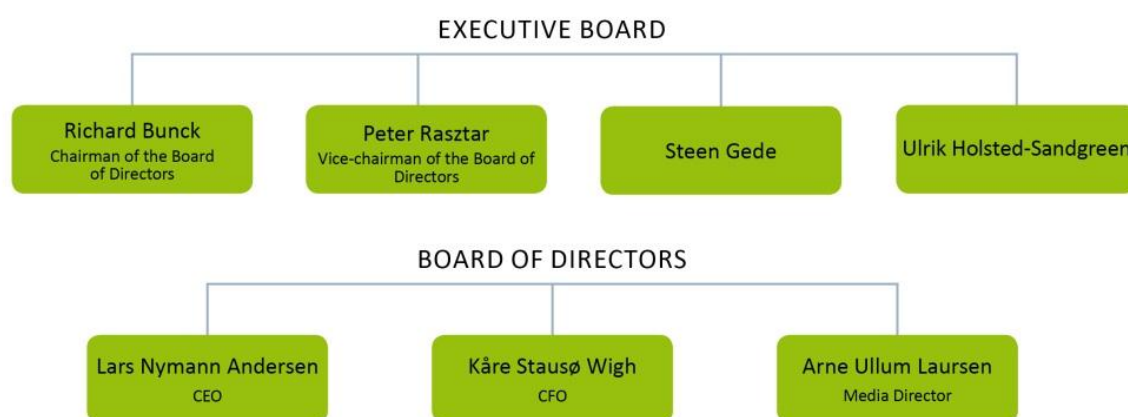 EXECUTIVE BOARD
Richard Bunck
Chairman of the Board
of Directors
Peter Rasztar
Vice-chairman of the Board of
Directors
Steen Gede
Ulrik Holsted-Sandgreen
BOARD OF DIRECTORS
Lars Nymann Andersen
CEO
Kåre Stausø Wigh
CFO
Arne Ullum Laursen
Media Director